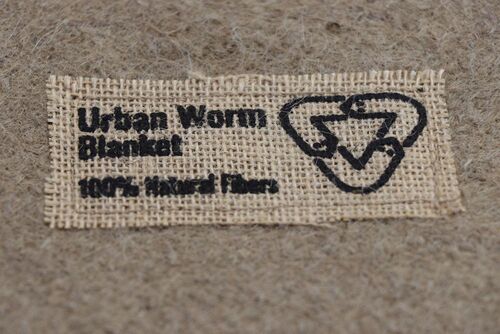 Urban Worm
Blanket
100% Natural Fibers